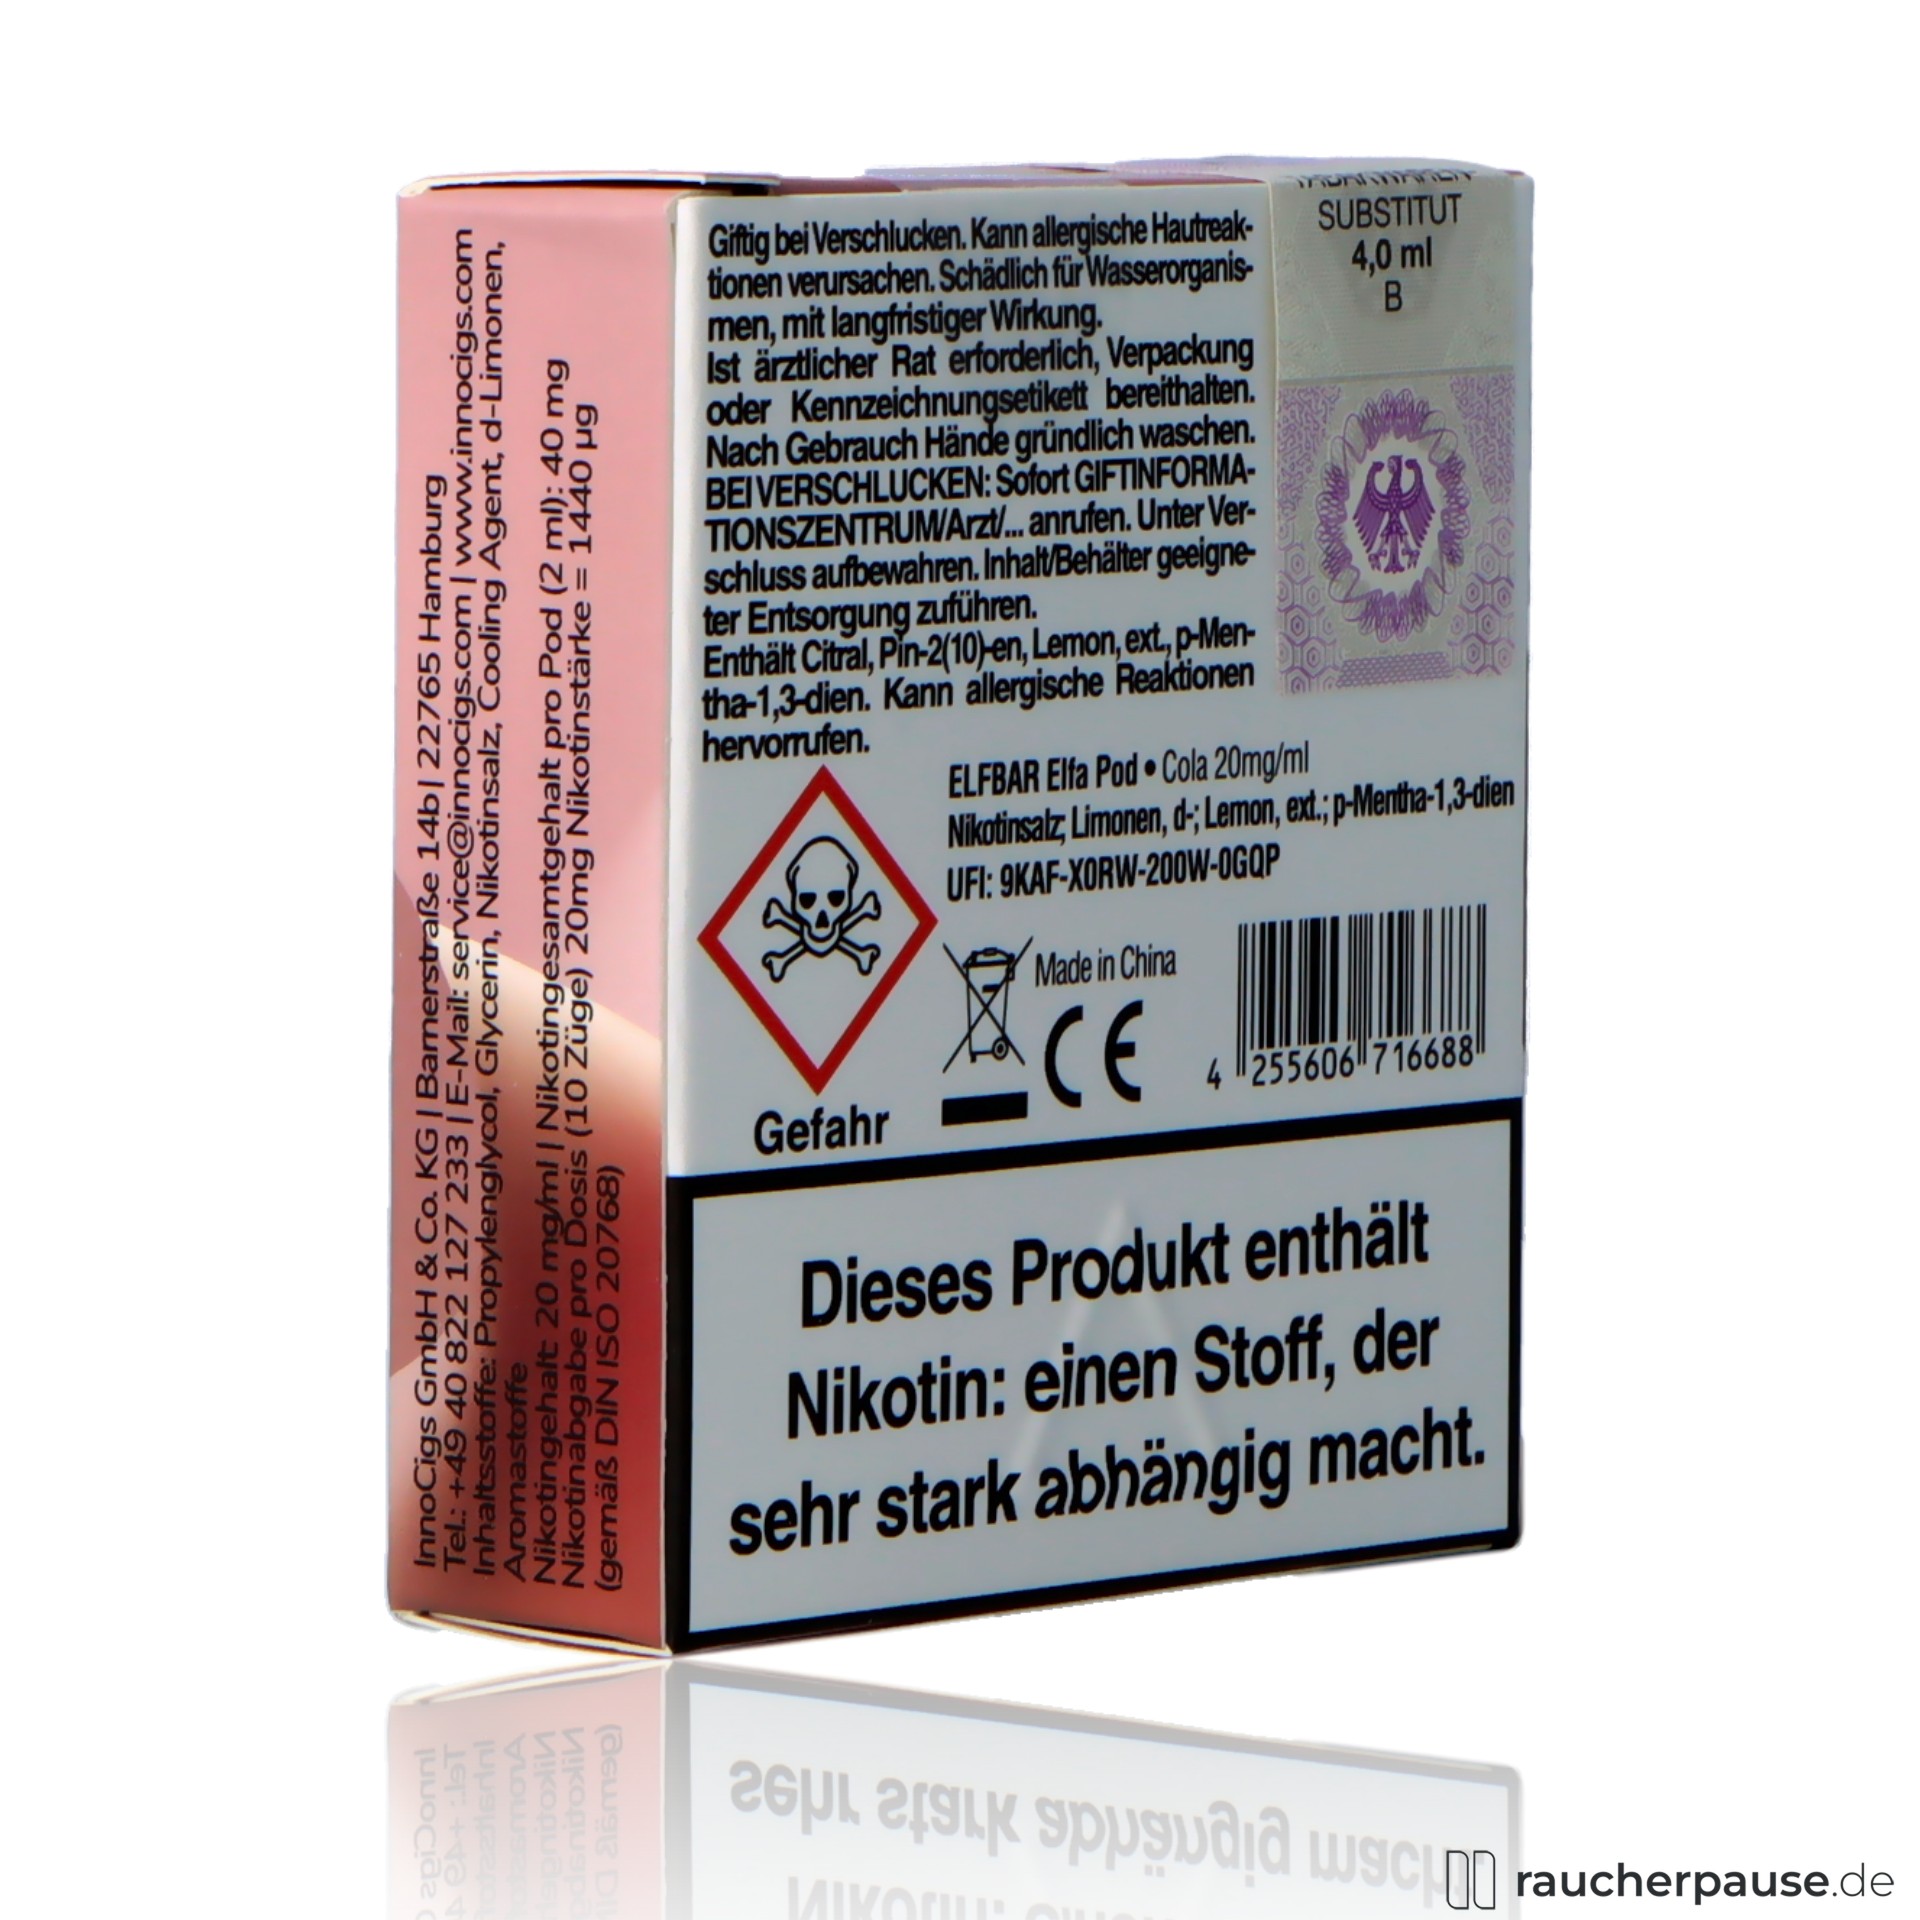 InnoCigs GmbH & Co. KG | Barnerstraße 14b | 22765 Hamburg
Tel.: +49 40 822 127 233 | E-Mail: service@innocigs.com | www.innocigs.com
Inhaltsstoffe: Propylenglycol, Glycerin, Nikotinsalz, Cooling Agent, d-Limonen,
Aromastoffe
Nikotingehalt: 20 mg/ml | Nikotingesamtgehalt pro Pod (2 ml): 40 mg
Nikotinabgabe pro Dosis (10 Züge) 20mg Nikotinstärke = 1440 µg
(gemäß DIN ISO 20768)
Giftig bei Verschlucken. Kann allergische Hautreak-
tionen verursachen. Schädlich für Wasserorganis-
men, mit langfristiger Wirkung.
Ist ärztlicher Rat erforderlich, Verpackung
oder Kennzeichnungsetikett bereithalten.
Nach Gebrauch Hände gründlich waschen.
BEI VERSCHLUCKEN: Sofort GIFTINFORMA-
TIONSZENTRUM/Arzt/... anrufen. Unter Ver-
schluss aufbewahren. Inhalt/Behälter geeigne-
ter Entsorgung zuführen.
Enthält Citral, Pin-2(10)-en, Lemon, ext., p-Men-
tha-1,3-dien. Kann allergische Reaktionen
hervorrufen.
TABAKWAREN-
SUBSTITUT
4,0 ml
B
ELFBAR Elfa Pod • Cola 20mg/ml
Nikotinsalz; Limonen, d-; Lemon, ext.; p-Mentha-1,3-dien
UFI: 9KAF-X0RW-200W-0GQP
Made in China
CE
4 255606 716688
Gefahr
Dieses Produkt enthält
Nikotin: einen Stoff, der
sehr stark abhängig macht.
raucherpause.de